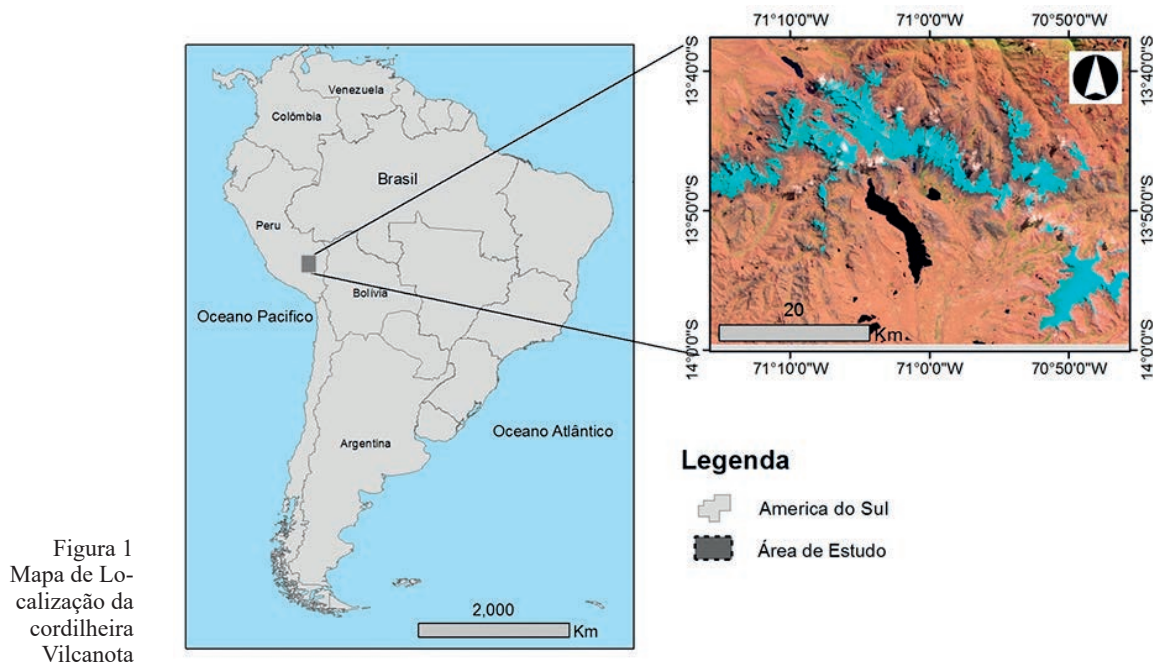 71°10'0"W
71°0'0"W
70°50'0"W
13°40'0"S
13°40'0"S
13°50'0"S
13°50'0"S
14°0'0"S
14°0'0"S
20
Km
71°10'0"W
71°0'0"W
70°50'0"W
Venezuela
Colómbia
Brasil
Peru
Bolívia
Oceano Pacifico
Argentina
Oceano Atlântico
2,000
Km
Legenda
America do Sul
Área de Estudo
Figura 1
Mapa de Lo-
calização da
cordilheira
Vilcanota